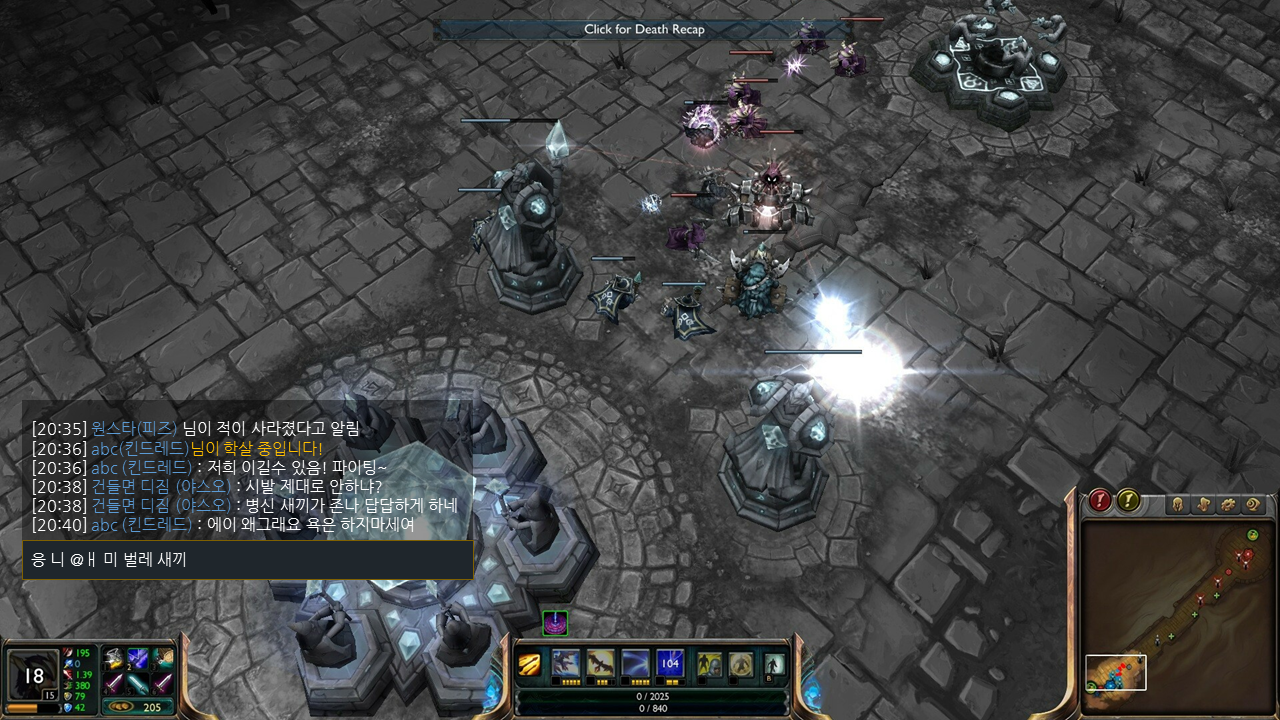 Click for Death Recap
[20:35] 원스타(피즈) 님이 적이 사라졌다고 알림
[20:36] abc(킨드레드)님이 학살 중입니다!
[20:36] abc (킨드레드) : 저희 이길수 있음! 파이팅~
[20:38] 건들면 디짐 (야스오) : 시발 제대로 안하냐?
[20:38] 건들면 디짐 (야스오) : 병신 새끼가 존나 답답하게 하네
[20:40] abc (킨드레드) : 에이 왜그래요 욕은 하지마세여
응 니 @ㅐ 미 벌레 새끼
18
15
195
0
1.39
380
79
42
205
104
B
0 / 2025
0 / 840